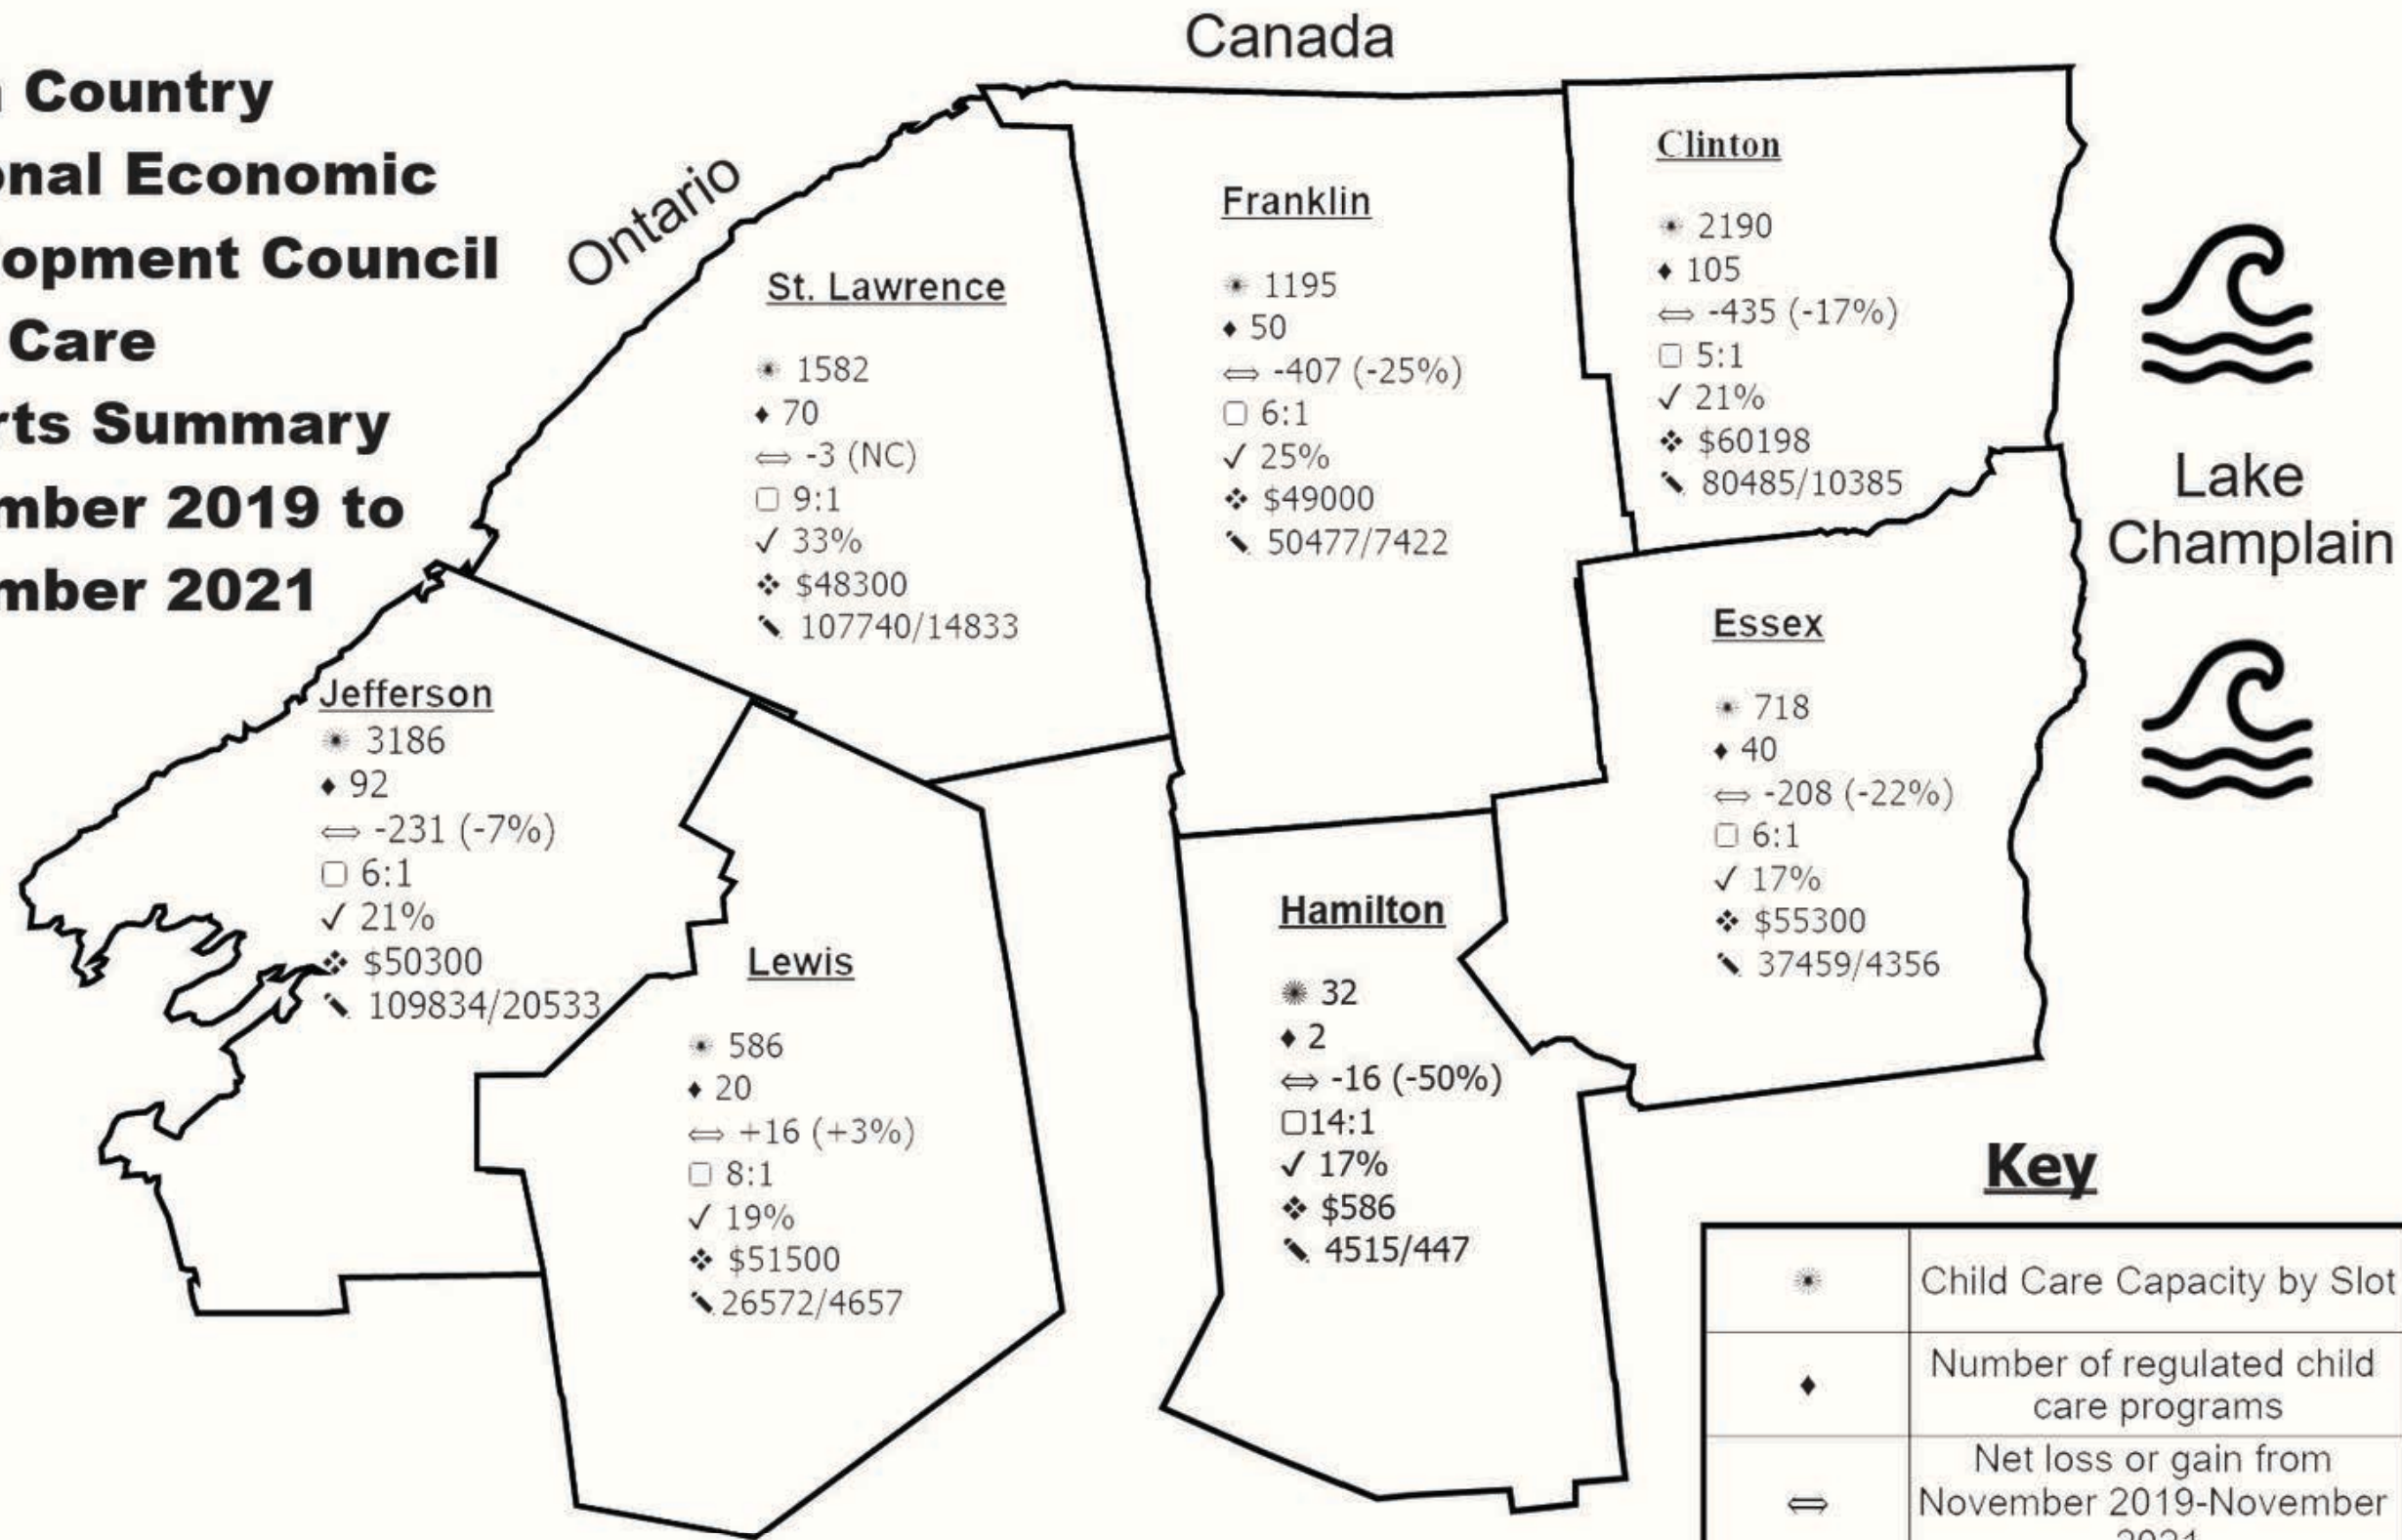 Country
onal Economic
opment Council
Care
rts Summary
mber 2019 to
mber 2021
Canada
Ontario
St. Lawrence
1582
70
-3 (NC)
9:1
33%
$48300
107740/14833
Franklin
1195
50
-407 (-25%)
6:1
25%
$49000
50477/7422
Clinton
2190
105
-435 (-17%)
5:1
21%
$60198
80485/10385
Lake
Champlain
Jefferson
3186
92
-231 (-7%)
6:1
21%
$50300
109834/20533
Lewis
586
20
+16 (+3%)
8:1
19%
$51500
26572/4657
Hamilton
32
2
-16 (-50%)
14:1
17%
$586
4515/447
Essex
718
40
-208 (-22%)
6:1
17%
$55300
37459/4356
Key
Child Care Capacity by Slot
Number of regulated child
care programs
Net loss or gain from
November 2019-November